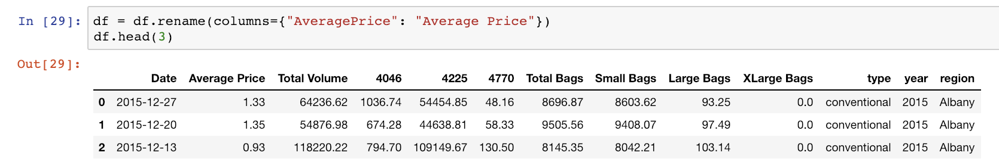 In [29]: df = df.rename(columns={"AveragePrice": "Average Price"})
df.head(3)
Out[29]:
Date Average Price Total Volume 4046 4225 4770 Total Bags Small Bags Large Bags XLarge Bags type year region
0 2015-12-27 1.33 64236.62 1036.74 54454.85 48.16 8696.87 8603.62 93.25 0.0 conventional 2015 Albany
1 2015-12-20 1.35 54876.98 674.28 44638.81 58.33 9505.56 9408.07 97.49 0.0 conventional 2015 Albany
2 2015-12-13 0.93 118220.22 794.70 109149.67 130.50 8145.35 8042.21 103.14 0.0 conventional 2015 Albany